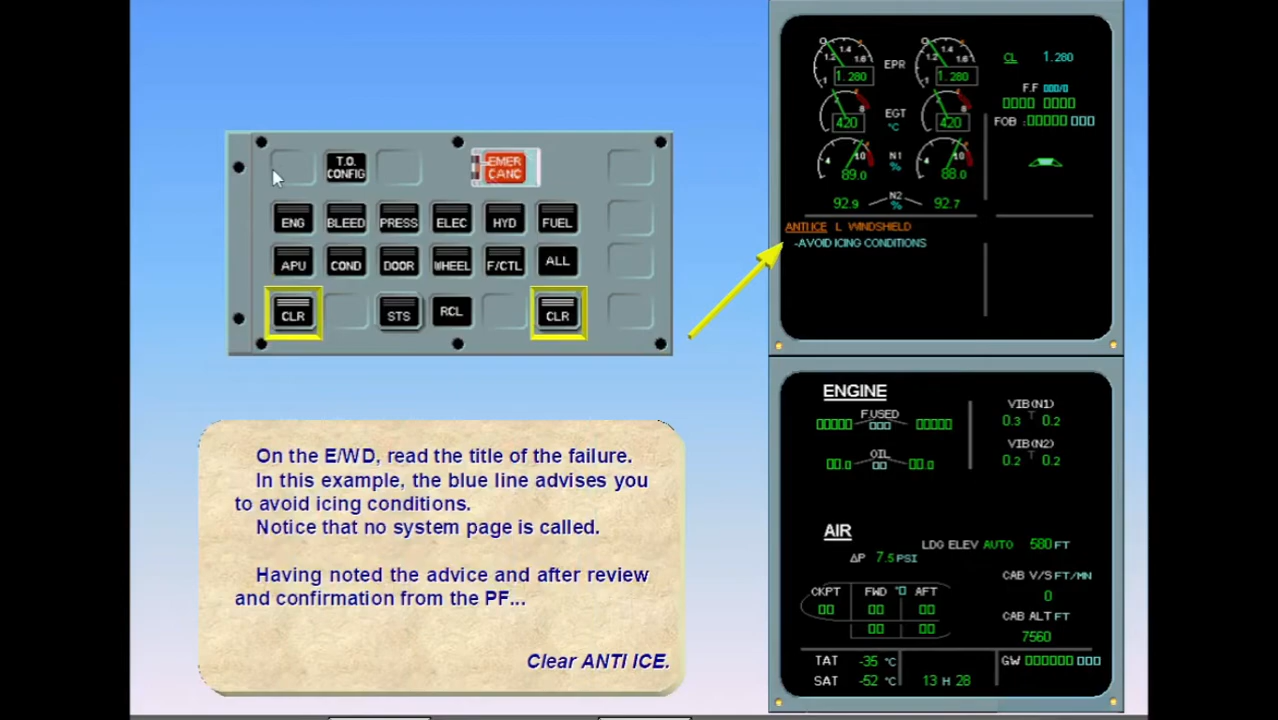 T.O.
CONFIG
EMER
CANC
ENG BLEED PRESS ELEC HYD FUEL
APU COND DOOR WHEEL F/CTL ALL
CLR STS RCL CLR
On the E/WD, read the title of the failure.
In this example, the blue line advises you
to avoid icing conditions.
Notice that no system page is called.
Having noted the advice and after review
and confirmation from the PF...
Clear ANTI ICE.
EPR
1.280 1.280
CL 1.280
F.F
FOB :
EGT
°C
420 420
N1
%
89.0 88.0
N2
%
92.9 92.7
ANTI ICE L WINDSHIELD
-AVOID ICING CONDITIONS
ENGINE
F.USED
OIL
VIB (N1)
0.3 0.2
VIB (N2)
0.2 0.2
AIR
LDG ELEV AUTO 580 FT
ΔP 7.5 PSI
CKPT FWD AFT
CAB V/S FT/MN
0
CAB ALT FT
7560
TAT -35 °C
SAT -52 °C
13 H 28
GW